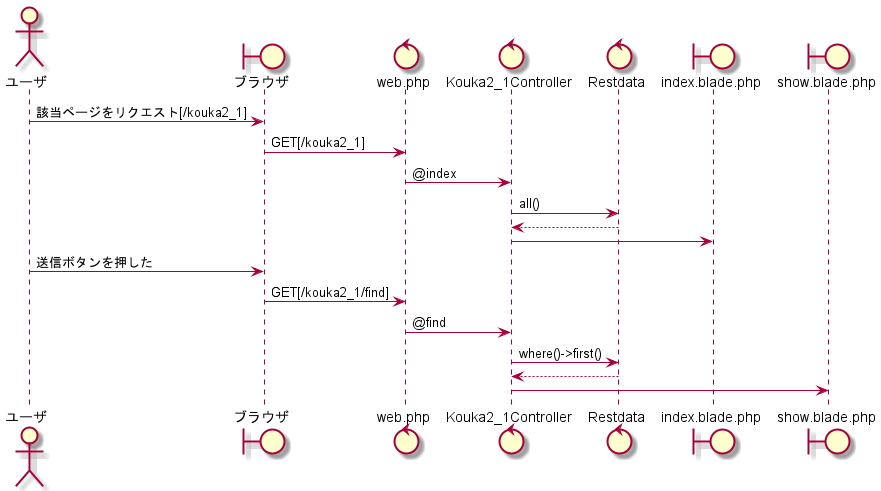 ユーザ
ブラウザ
web.php
Kouka2_1Controller
Restdata
index.blade.php
show.blade.php
該当ページをリクエスト[/kouka2_1]
GET[/kouka2_1]
@index
all()
送信ボタンを押した
GET[/kouka2_1/find]
@find
where()->first()
ユーザ
ブラウザ
web.php
Kouka2_1Controller
Restdata
index.blade.php
show.blade.php